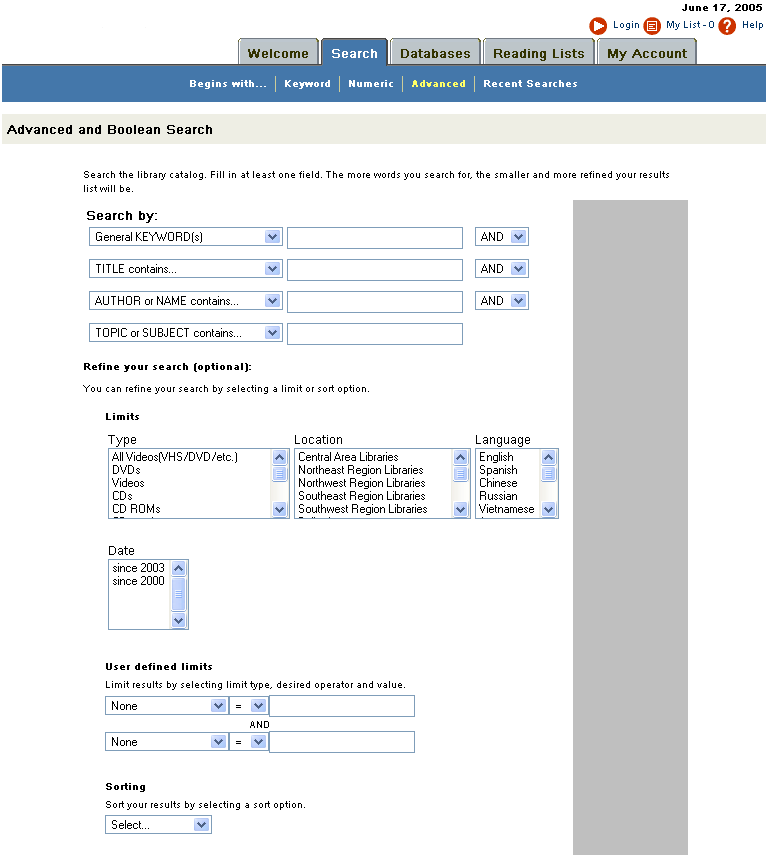 June 17, 2005
Login My List - 0 Help
Welcome Search Databases Reading Lists My Account
Begins with... Keyword Numeric Advanced Recent Searches
Advanced and Boolean Search
Search the library catalog. Fill in at least one field. The more words you search for, the smaller and more refined your results
list will be.
Search by:
General KEYWORD(s) AND
TITLE contains... AND
AUTHOR or NAME contains... AND
TOPIC or SUBJECT contains...
Refine your search (optional):
You can refine your search by selecting a limit or sort option.
Limits
Type Location Language
All Videos(VHS/DVD/etc.) Central Area Libraries English
DVDs Northeast Region Libraries Spanish
Videos Northwest Region Libraries Chinese
CDs Southeast Region Libraries Russian
CD ROMs Southwest Region Libraries Vietnamese
Date
since 2003
since 2000
User defined limits
Limit results by selecting limit type, desired operator and value.
None =
AND
None =
Sorting
Sort your results by selecting a sort option.
Select...